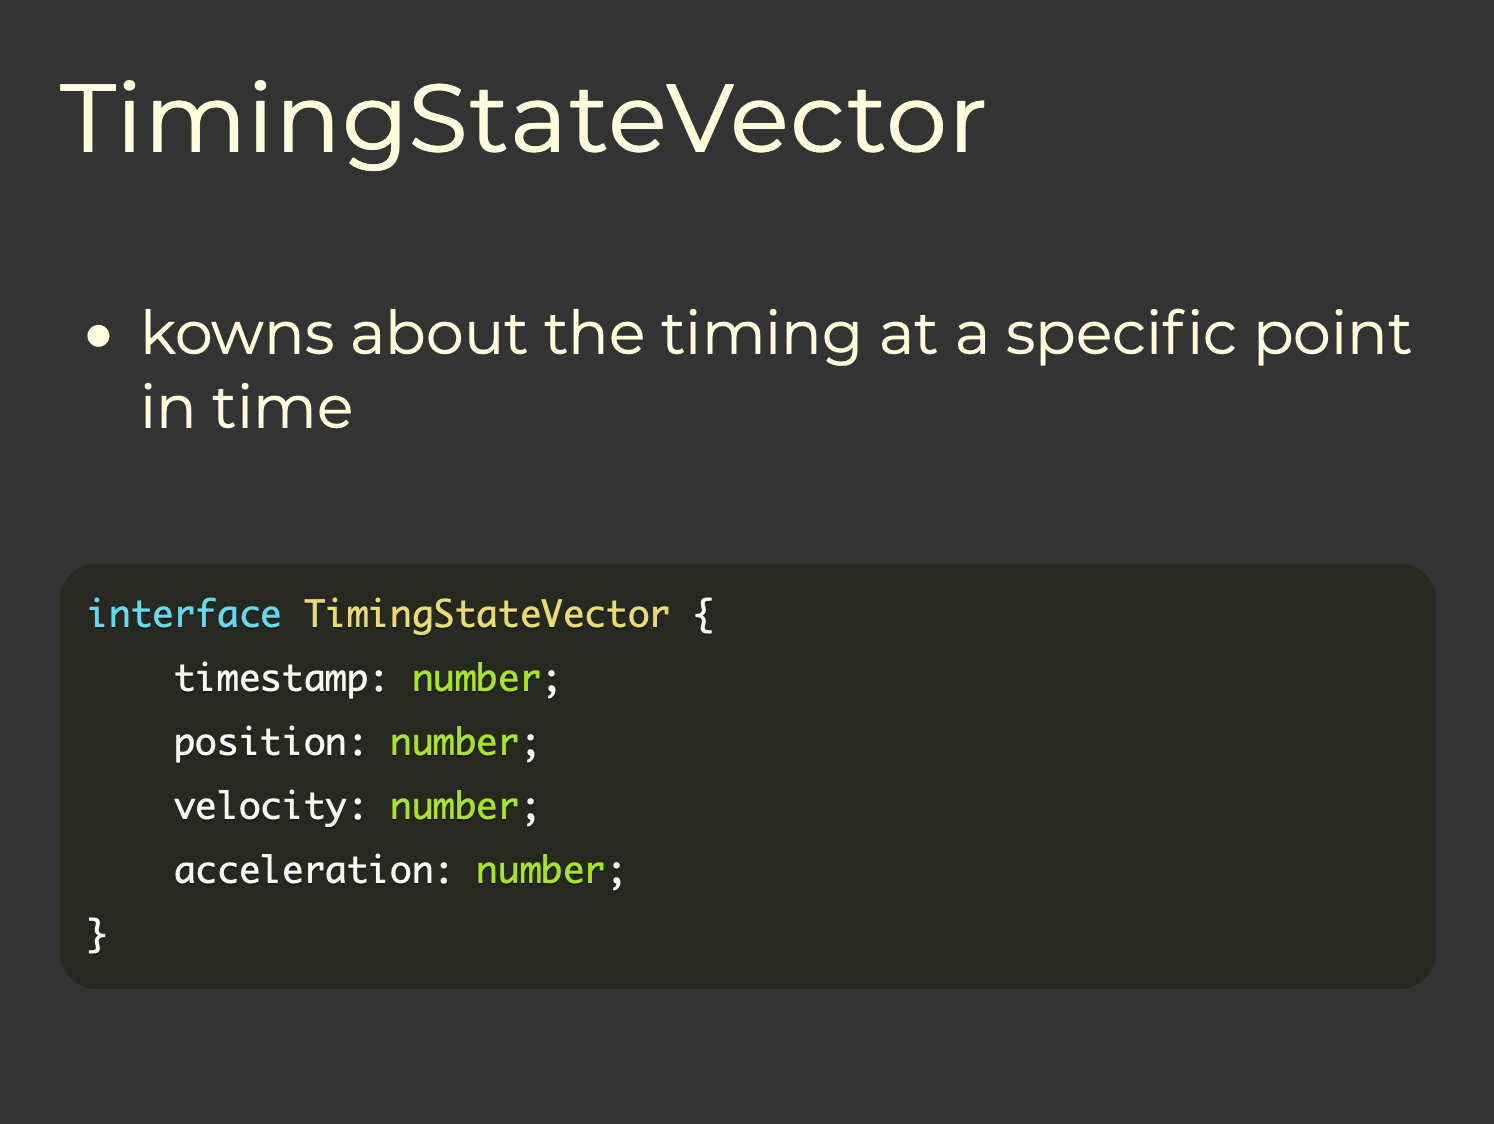 TimingStateVector
• kowns about the timing at a specific point
in time
interface TimingStateVector {
    timestamp: number;
    position: number;
    velocity: number;
    acceleration: number;
}